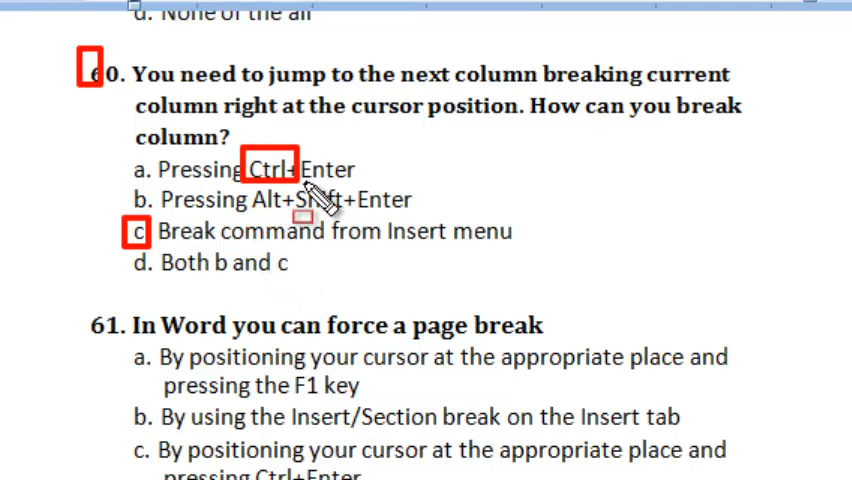 d. None of the all
60. You need to jump to the next column breaking current
column right at the cursor position. How can you break
column?
a. Pressing Ctrl+Enter
b. Pressing Alt+Shift+Enter
c. Break command from Insert menu
d. Both b and c
61. In Word you can force a page break
a. By positioning your cursor at the appropriate place and
pressing the F1 key
b. By using the Insert/Section break on the Insert tab
c. By positioning your cursor at the appropriate place and
pressing Ctrl+Enter